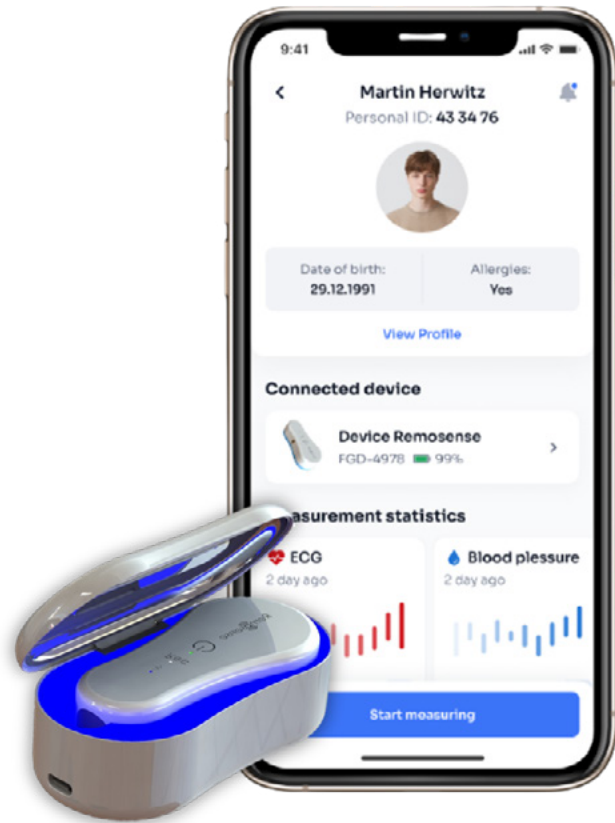 9:41
Martin Herwitz
Personal ID: 43 34 76
Date of birth:
29.12.1991
Allergies:
Yes
View Profile
Connected device
Device Remosense
FGD-4978 99%
asurement statistics
ECG
2 day ago
Blood plessure
2 day ago
Start measuring